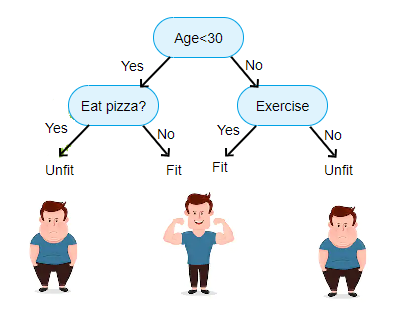 Age<30
Yes
No
Eat pizza?
Exercise
Yes
No
Yes
No
Unfit
Fit
Fit
Unfit